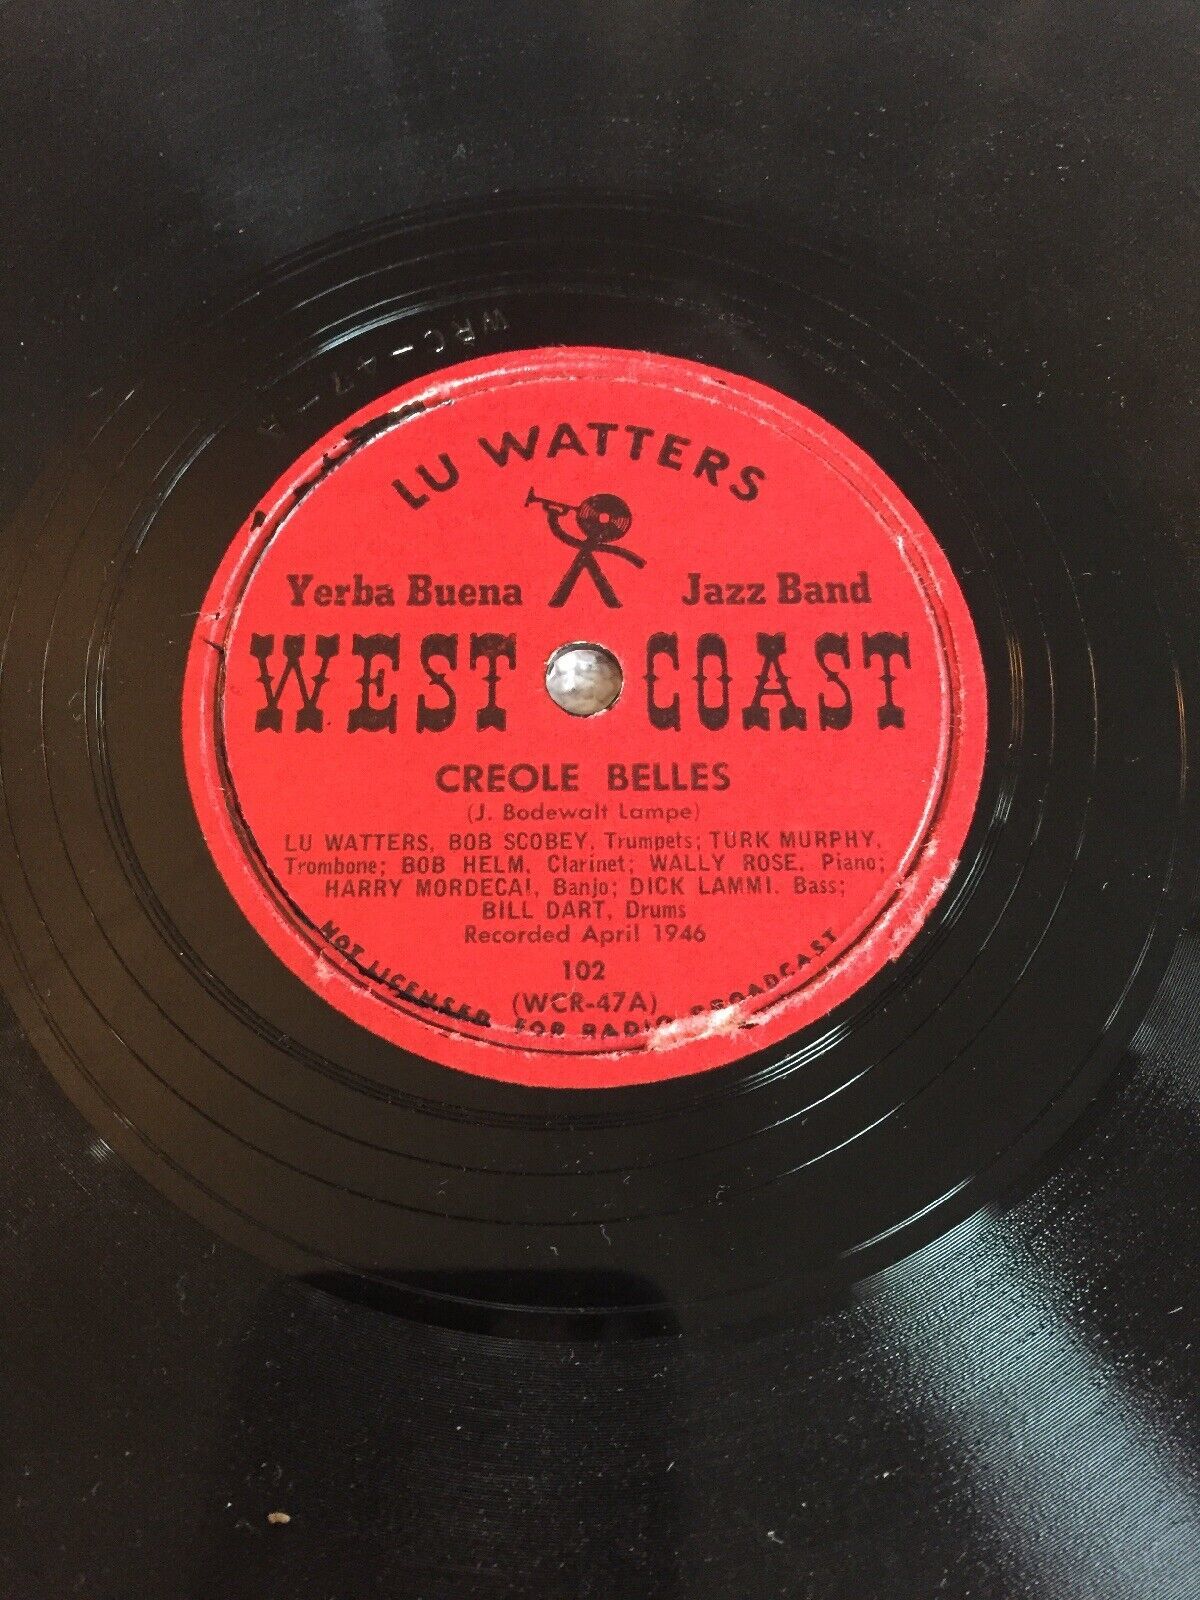 WRC-47-A
LU WATTERS
Yerba Buena Jazz Band
WEST COAST
CREOLE BELLES
(J. Bodewalt Lampe)
LU WATTERS, BOB SCOBEY, Trumpets; TURK MURPHY,
Trombone; BOB HELM, Clarinet; WALLY ROSE, Piano;
HARRY MORDECAI, Banjo; DICK LAMMI, Bass;
BILL DART, Drums
Recorded April 1946
102
(WCR-47A)
NOT LICENSED FOR RADIO BROADCAST